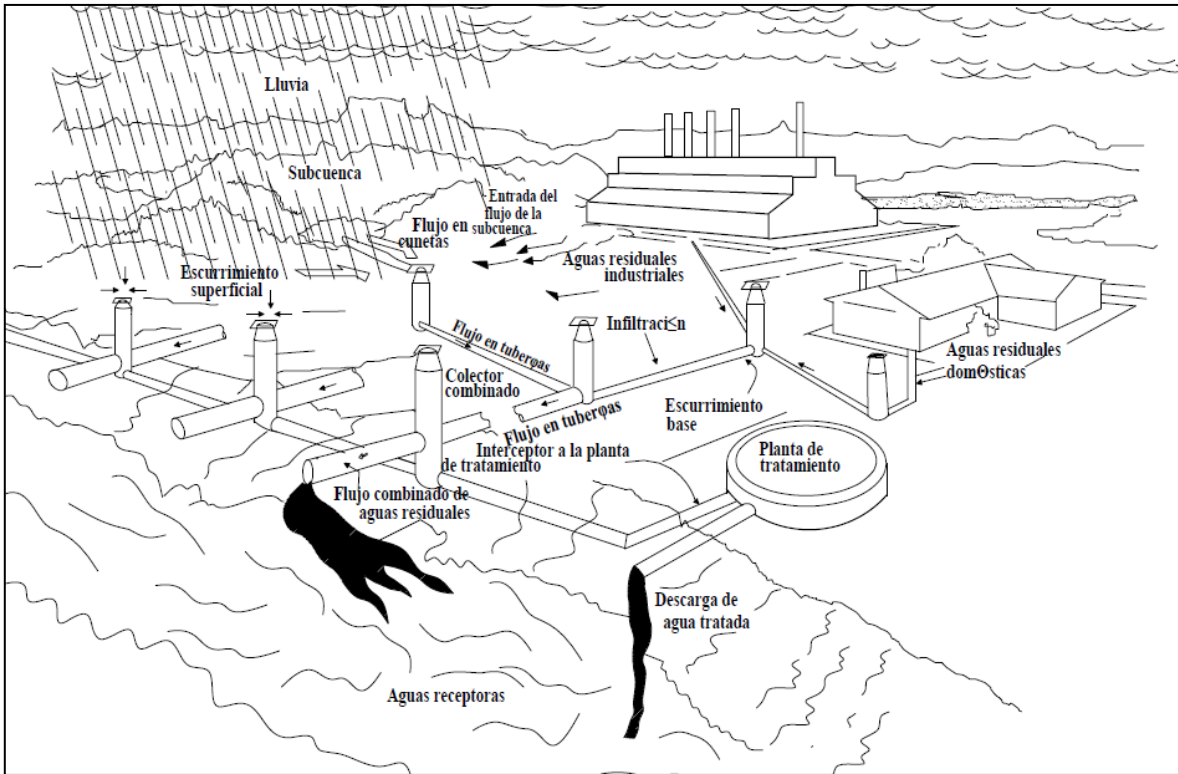 Lluvia
Subcuenca
Entrada del
flujo de la
subcuenca
Flujo en
cunetas
Escurrimiento
superficial
Aguas residuales
industriales
Infiltraci≤n
Flujo en tuberφas
Colector
combinado
Flujo en tuberφas
Escurrimiento
base
Aguas residuales
domΘsticas
Interceptor a la planta
de tratamiento
Planta de
tratamiento
Flujo combinado de
aguas residuales
Descarga de
agua tratada
Aguas receptoras